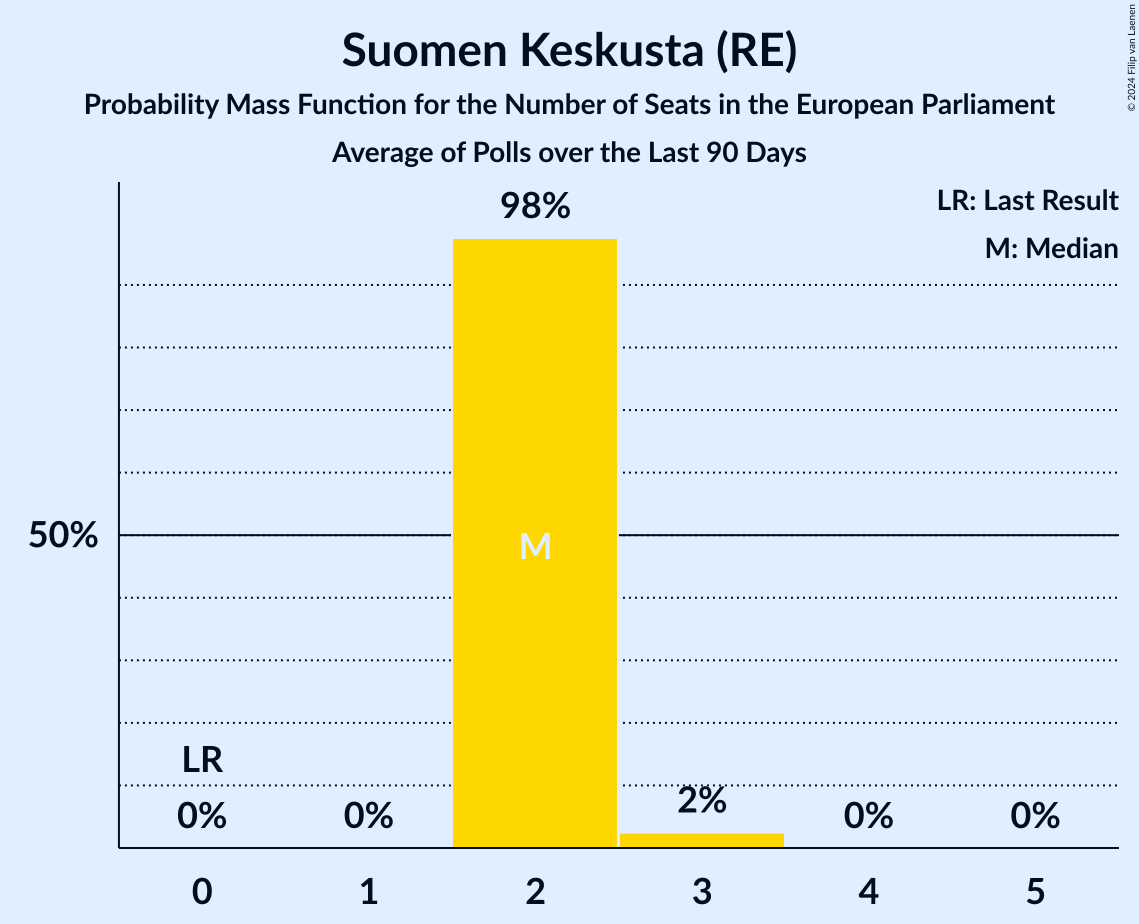 Suomen Keskusta (RE)
Probability Mass Function for the Number of Seats in the European Parliament
Average of Polls over the Last 90 Days
© 2024 Filip van Laenen
LR: Last Result
M: Median
98%
50%
M
LR
0%
0%
2%
0%
0%
0
1
2
3
4
5